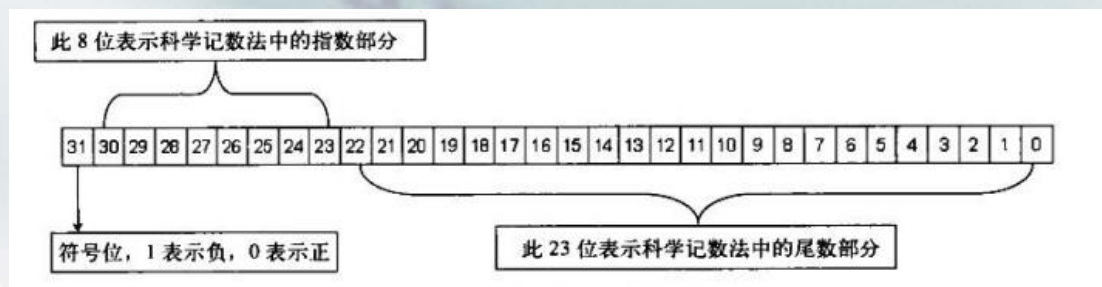 此 8 位表示科学记数法中的指数部分
31 30 29 28 27 26 25 24 23 22 21 20 19 18 17 16 15 14 13 12 11 10 9 8 7 6 5 4 3 2 1 0
符号位，1 表示负，0 表示正
此 23 位表示科学记数法中的尾数部分